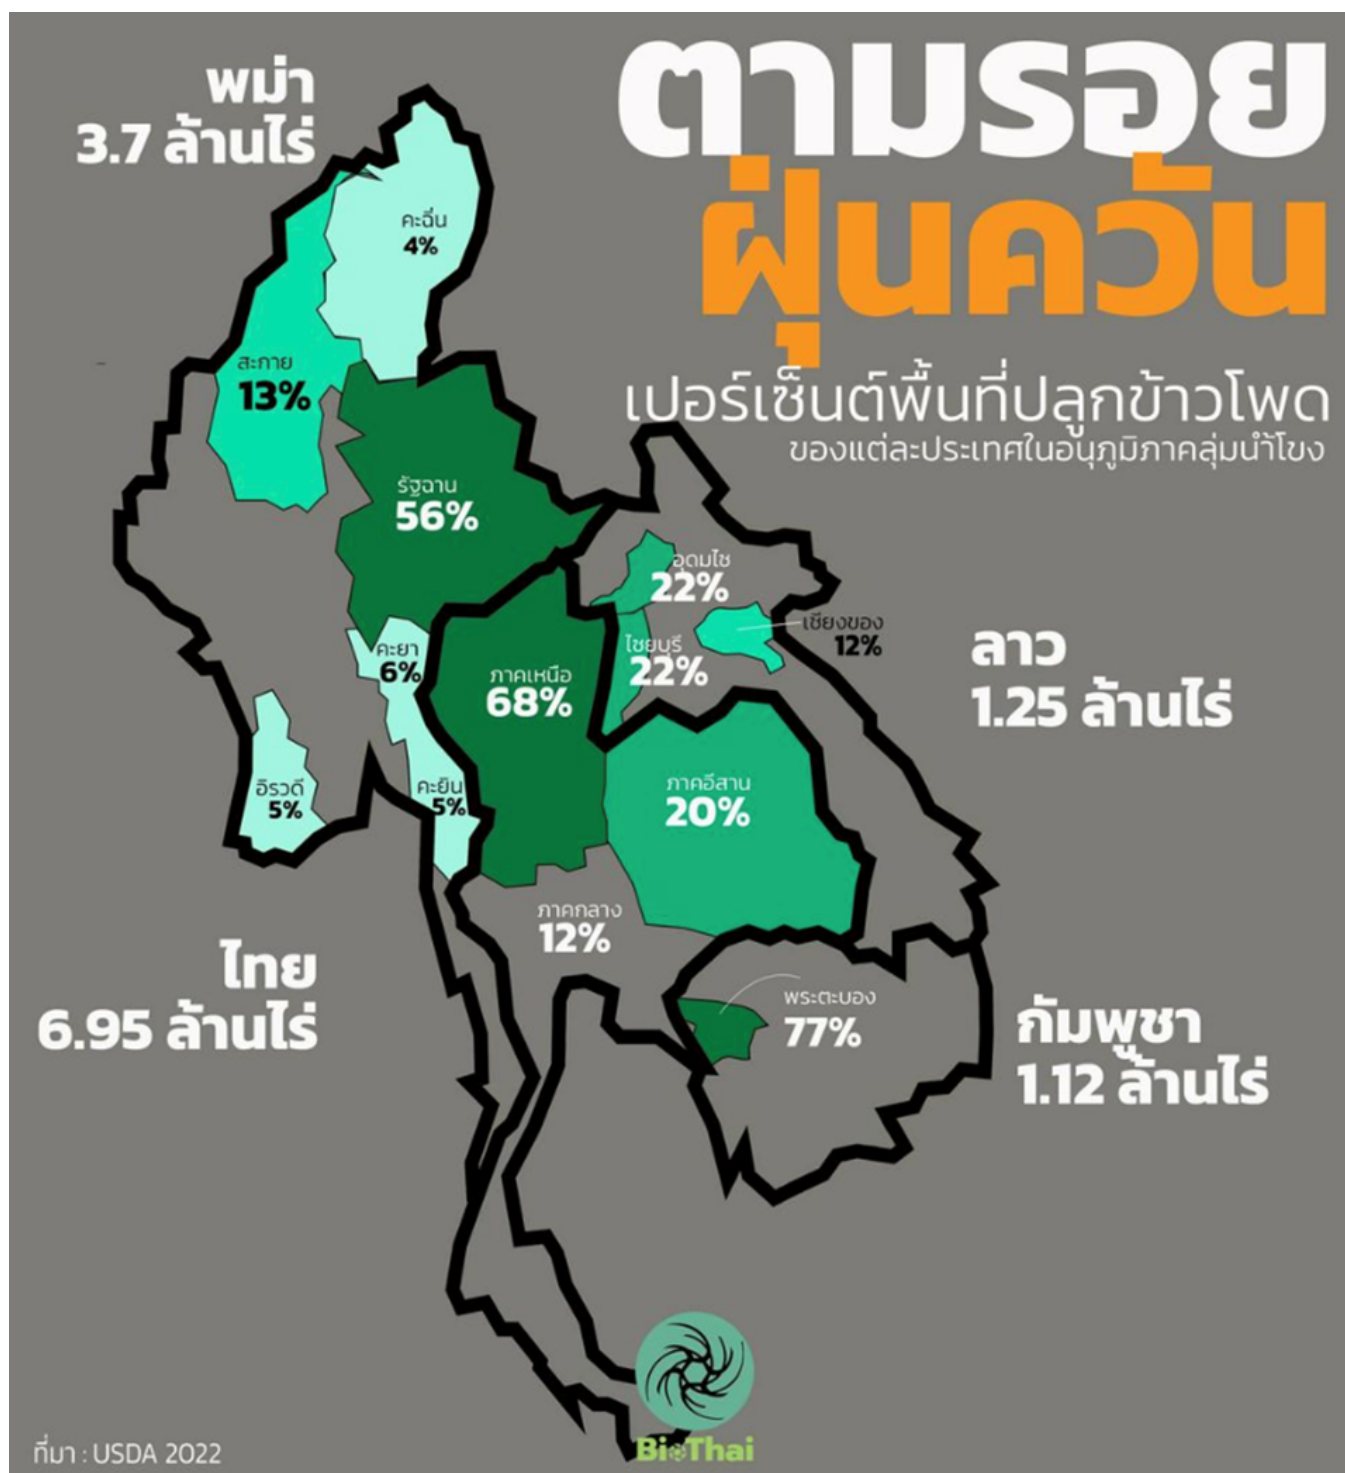 ตามรอย
ฝุ่นควัน
เปอร์เซ็นต์พื้นที่ปลูกข้าวโพด
ของแต่ละประเทศในอนุภูมิภาคลุ่มน้ำโขง
พม่า
3.7 ล้านไร่
คะฉิ่น
4%
สะกาย
13%
รัฐฉาน
56%
อุดมไช
22%
เชียงของ
12%
ไชยบุรี
22%
คะยา
6%
ภาคเหนือ
68%
ลาว
1.25 ล้านไร่
อิรวดี
5%
คะยิน
5%
ภาคอีสาน
20%
ภาคกลาง
12%
ไทย
6.95 ล้านไร่
พระตะบอง
77%
กัมพูชา
1.12 ล้านไร่
BioThai
ที่มา : USDA 2022